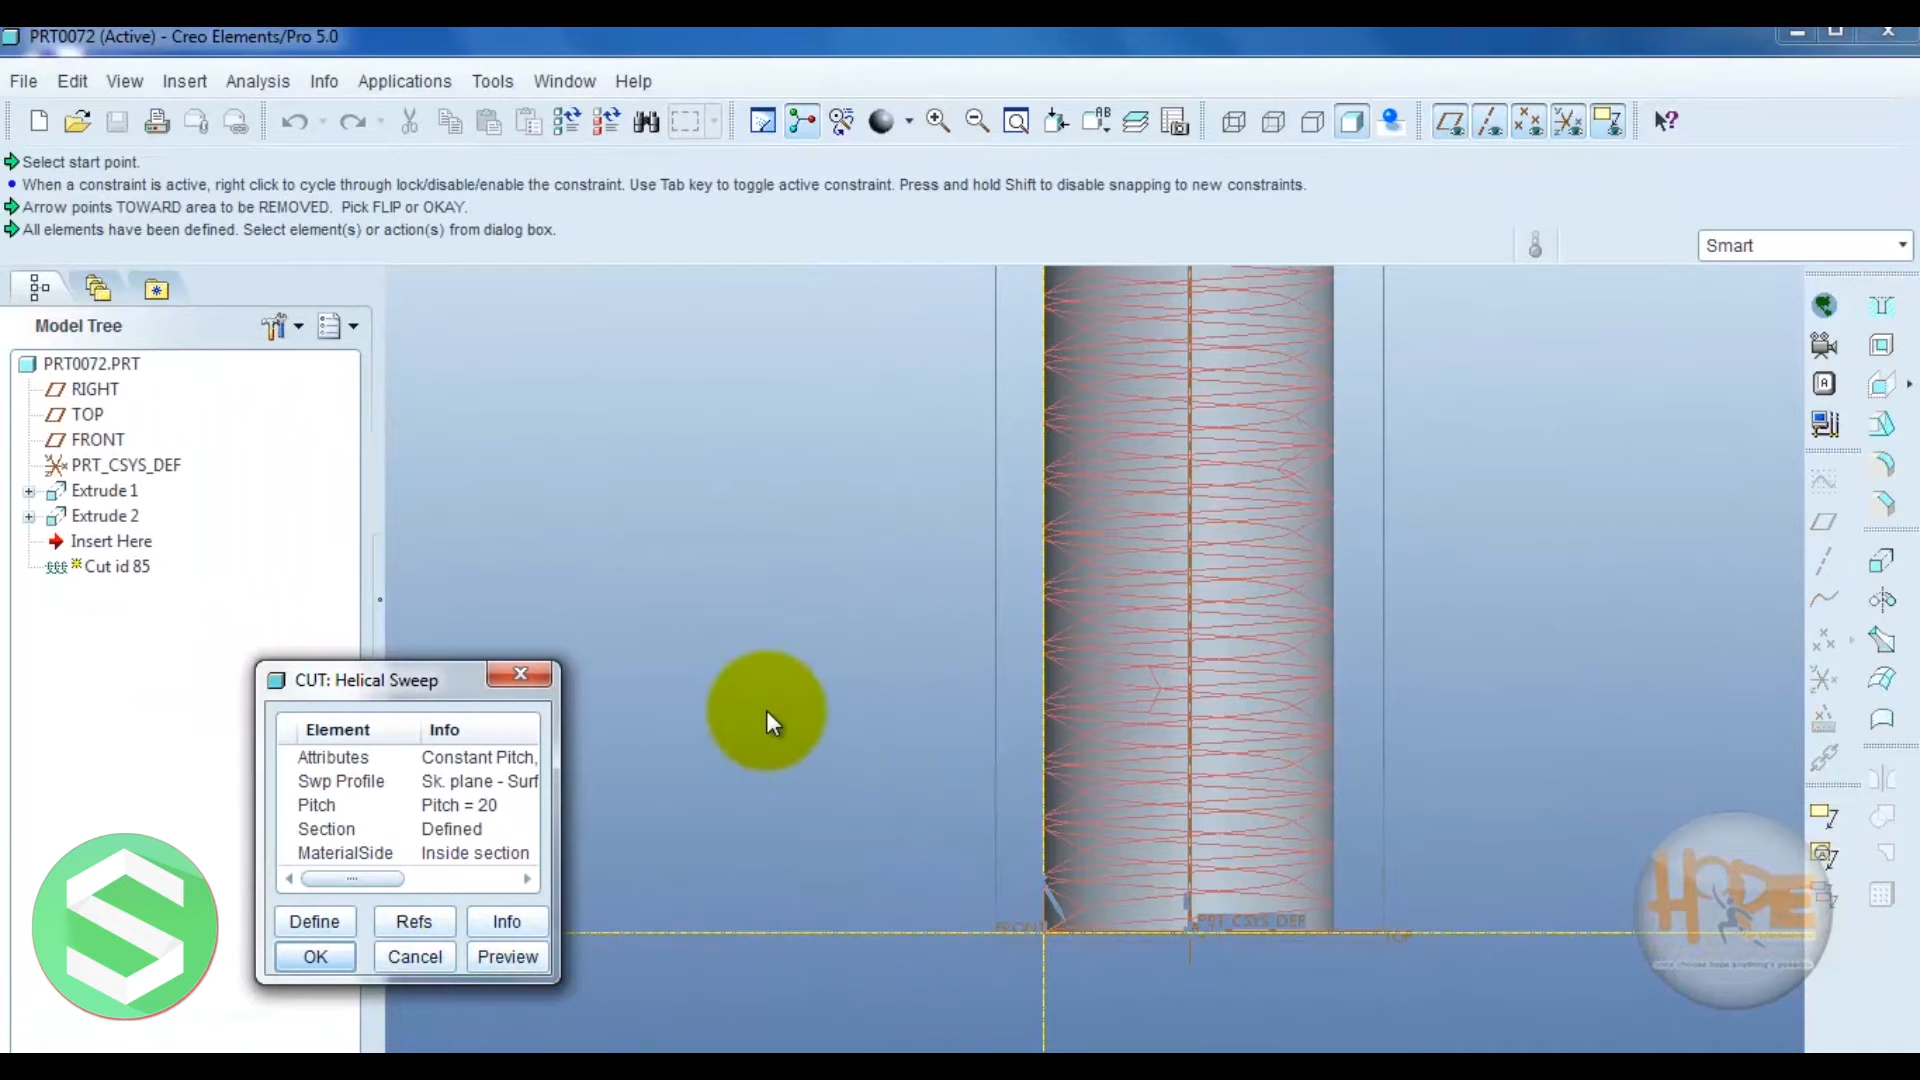 PRT0072 (Active) - Creo Elements/Pro 5.0
File Edit View Insert Analysis Info Applications Tools Window Help
Select start point.
When a constraint is active, right click to cycle through lock/disable/enable the constraint. Use Tab key to toggle active constraint. Press and hold Shift to disable snapping to new constraints.
Arrow points TOWARD area to be REMOVED. Pick FLIP or OKAY.
All elements have been defined. Select element(s) or action(s) from dialog box.
Smart
Model Tree
PRT0072.PRT
RIGHT
TOP
FRONT
PRT_CSYS_DEF
Extrude 1
Extrude 2
Insert Here
Cut id 85
CUT: Helical Sweep
Element Info
Attributes Constant Pitch,
Swp Profile Sk. plane - Surf
Pitch Pitch = 20
Section Defined
MaterialSide Inside section
Define Refs Info
OK Cancel Preview
FRONT PRT_CSYS_DEF TOP
HOPE